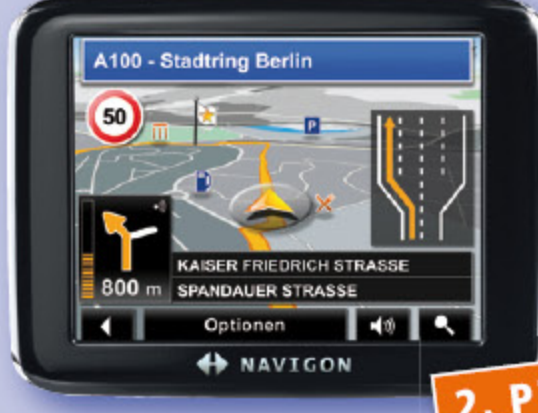 A100 - Stadtring Berlin
50
P
800 m
KAISER FRIEDRICH STRASSE
SPANDAUER STRASSE
Optionen
NAVIGON
2. P